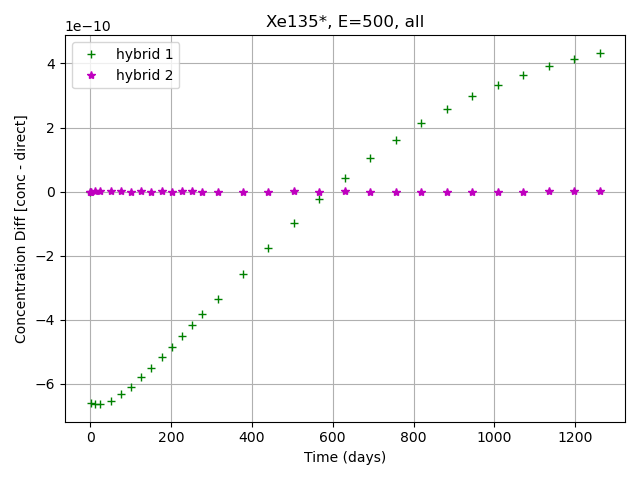 Xe135*, E=500, all
1e−10
hybrid 1
hybrid 2
4
2
0
−2
−4
−6
Concentration Diff [conc - direct]
0 200 400 600 800 1000 1200
Time (days)